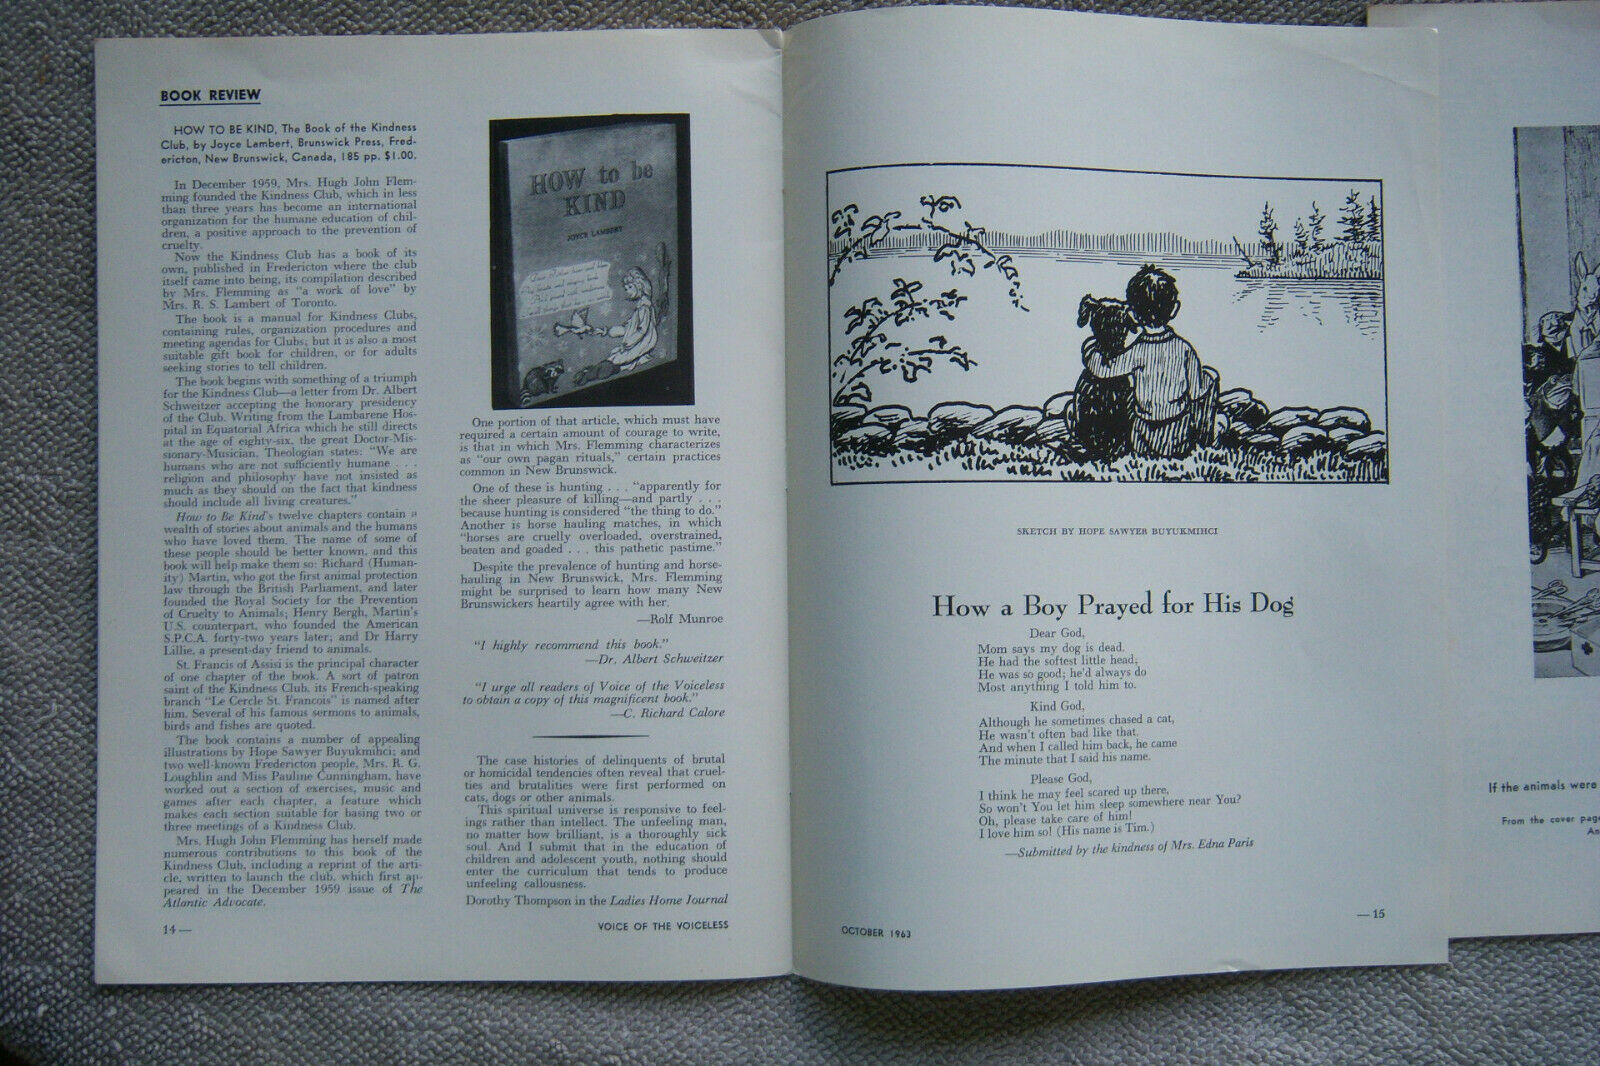 BOOK REVIEW
HOW TO BE KIND, The Book of the Kindness
Club, by Joyce Lambert, Brunswick Press, Fred-
ericton, New Brunswick, Canada, 185 pp. $1.00.
In December 1959, Mrs. Hugh John Flem-
ming founded the Kindness Club, which in less
than three years has become an international
organization for the humane education of chil-
dren, a positive approach to the prevention of
cruelty.
Now the Kindness Club has a book of its
own, published in Fredericton where the club
itself came into being, its compilation described
by Mrs. Flemming as "a work of love" by
Mrs. R. S. Lambert of Toronto.
The book is a manual for Kindness Clubs,
containing rules, organization procedures and
meeting agendas for Clubs; but it is also a most
suitable gift book for children, or for adults
seeking stories to tell children.
The book begins with something of a triumph
for the Kindness Club—a letter from Dr. Albert
Schweitzer accepting the honorary presidency
of the Club. Writing from the Lambarene Hos-
pital in Equatorial Africa which he still directs
at the age of eighty-six, the great Doctor-Mis-
sionary-Musician, Theologian states: "We are
humans who are not sufficiently humane . . .
religion and philosophy have not insisted as
much as they should on the fact that kindness
should include all living creatures."
How to Be Kind's twelve chapters contain a
wealth of stories about animals and the humans
who have loved them. The name of some of
these people should be better known, and this
book will help make them so: Richard (Human-
ity) Martin, who got the first animal protection
law through the British Parliament, and later
founded the Royal Society for the Prevention
of Cruelty to Animals; Henry Bergh, Martin's
U.S. counterpart, who founded the American
S.P.C.A. forty-two years later; and Dr Harry
Lillie, a present-day friend to animals.
St. Francis of Assisi is the principal character
of one chapter of the book. A sort of patron
saint of the Kindness Club, its French-speaking
branch "Le Cercle St. Francois" is named after
him. Several of his famous sermons to animals,
birds and fishes are quoted.
The book contains a number of appealing
illustrations by Hope Sawyer Buyukmihci; and
two well-known Fredericton people, Mrs. R. G.
Loughlin and Miss Pauline Cunningham, have
worked out a section of exercises, music and
games after each chapter, a feature which
makes each section suitable for basing two or
three meetings of a Kindness Club.
Mrs. Hugh John Flemming has herself made
numerous contributions to this book of the
Kindness Club, including a reprint of the arti-
cle, written to launch the club, which first ap-
peared in the December 1959 issue of The
Atlantic Advocate.
14—
HOW to be
KIND
JOYCE LAMBERT
One portion of that article, which must have
required a certain amount of courage to write,
is that in which Mrs. Flemming characterizes
as "our own pagan rituals," certain practices
common in New Brunswick.
One of these is hunting . . . "apparently for
the sheer pleasure of killing—and partly . . .
because hunting is considered "the thing to do."
Another is horse hauling matches, in which
"horses are cruelly overloaded, overstrained,
beaten and goaded . . . this pathetic pastime."
Despite the prevalence of hunting and horse-
hauling in New Brunswick, Mrs. Flemming
might be surprised to learn how many New
Brunswickers heartily agree with her.
—Rolf Munroe
"I highly recommend this book."
—Dr. Albert Schweitzer
"I urge all readers of Voice of the Voiceless
to obtain a copy of this magnificent book."
—C. Richard Calore
The case histories of delinquents of brutal
or homicidal tendencies often reveal that cruel-
ties and brutalities were first performed on
cats, dogs or other animals.
This spiritual universe is responsive to feel-
ings rather than intellect. The unfeeling man,
no matter how brilliant, is a thoroughly sick
soul. And I submit that in the education of
children and adolescent youth, nothing should
enter the curriculum that tends to produce
unfeeling callousness.
Dorothy Thompson in the Ladies Home Journal
VOICE OF THE VOICELESS
SKETCH BY HOPE SAWYER BUYUKMIHCI
How a Boy Prayed for His Dog
Dear God,
Mom says my dog is dead.
He had the softest little head;
He was so good; he'd always do
Most anything I told him to.
Kind God,
Although he sometimes chased a cat,
He wasn't often bad like that.
And when I called him back, he came
The minute that I said his name.
Please God,
I think he may feel scared up there,
So won't You let him sleep somewhere near You?
Oh, please take care of him!
I love him so! (His name is Tim.)
—Submitted by the kindness of Mrs. Edna Paris
—15
OCTOBER 1963
If the animals were
From the cover page
An